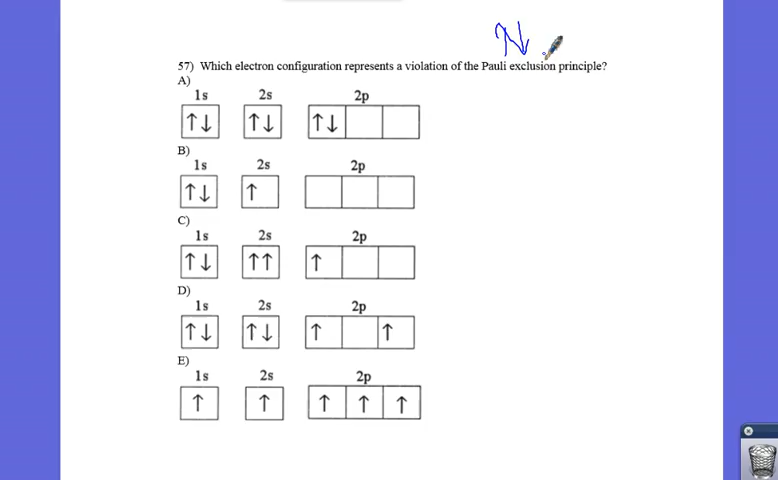 57) Which electron configuration represents a violation of the Pauli exclusion principle?
A)
1s 2s 2p
↑↓ ↑↓ ↑↓
B)
1s 2s 2p
↑↓ ↑
C)
1s 2s 2p
↑↓ ↑↑ ↑
D)
1s 2s 2p
↑↓ ↑↓ ↑ ↑
E)
1s 2s 2p
↑ ↑ ↑ ↑ ↑